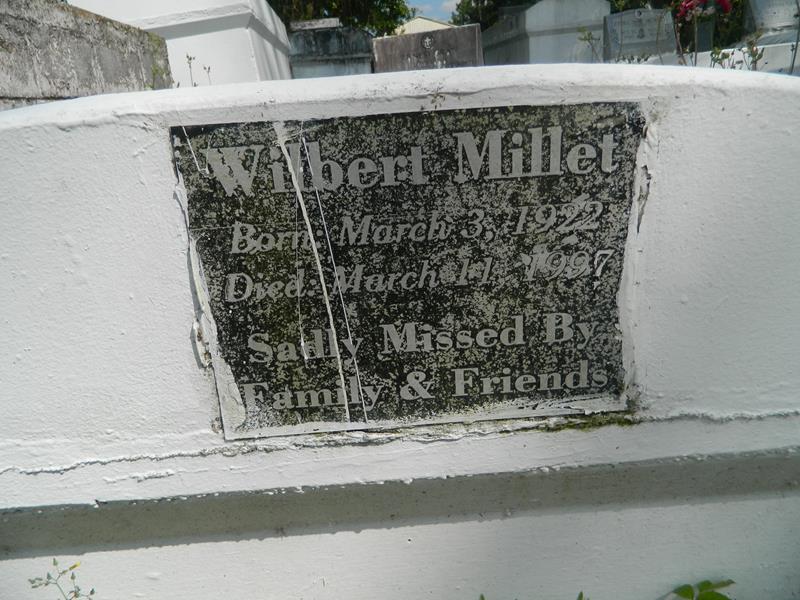 Wilbert Millet
Born: March 3, 1922
Died: March 11, 1997
Sadly Missed By
Family & Friends